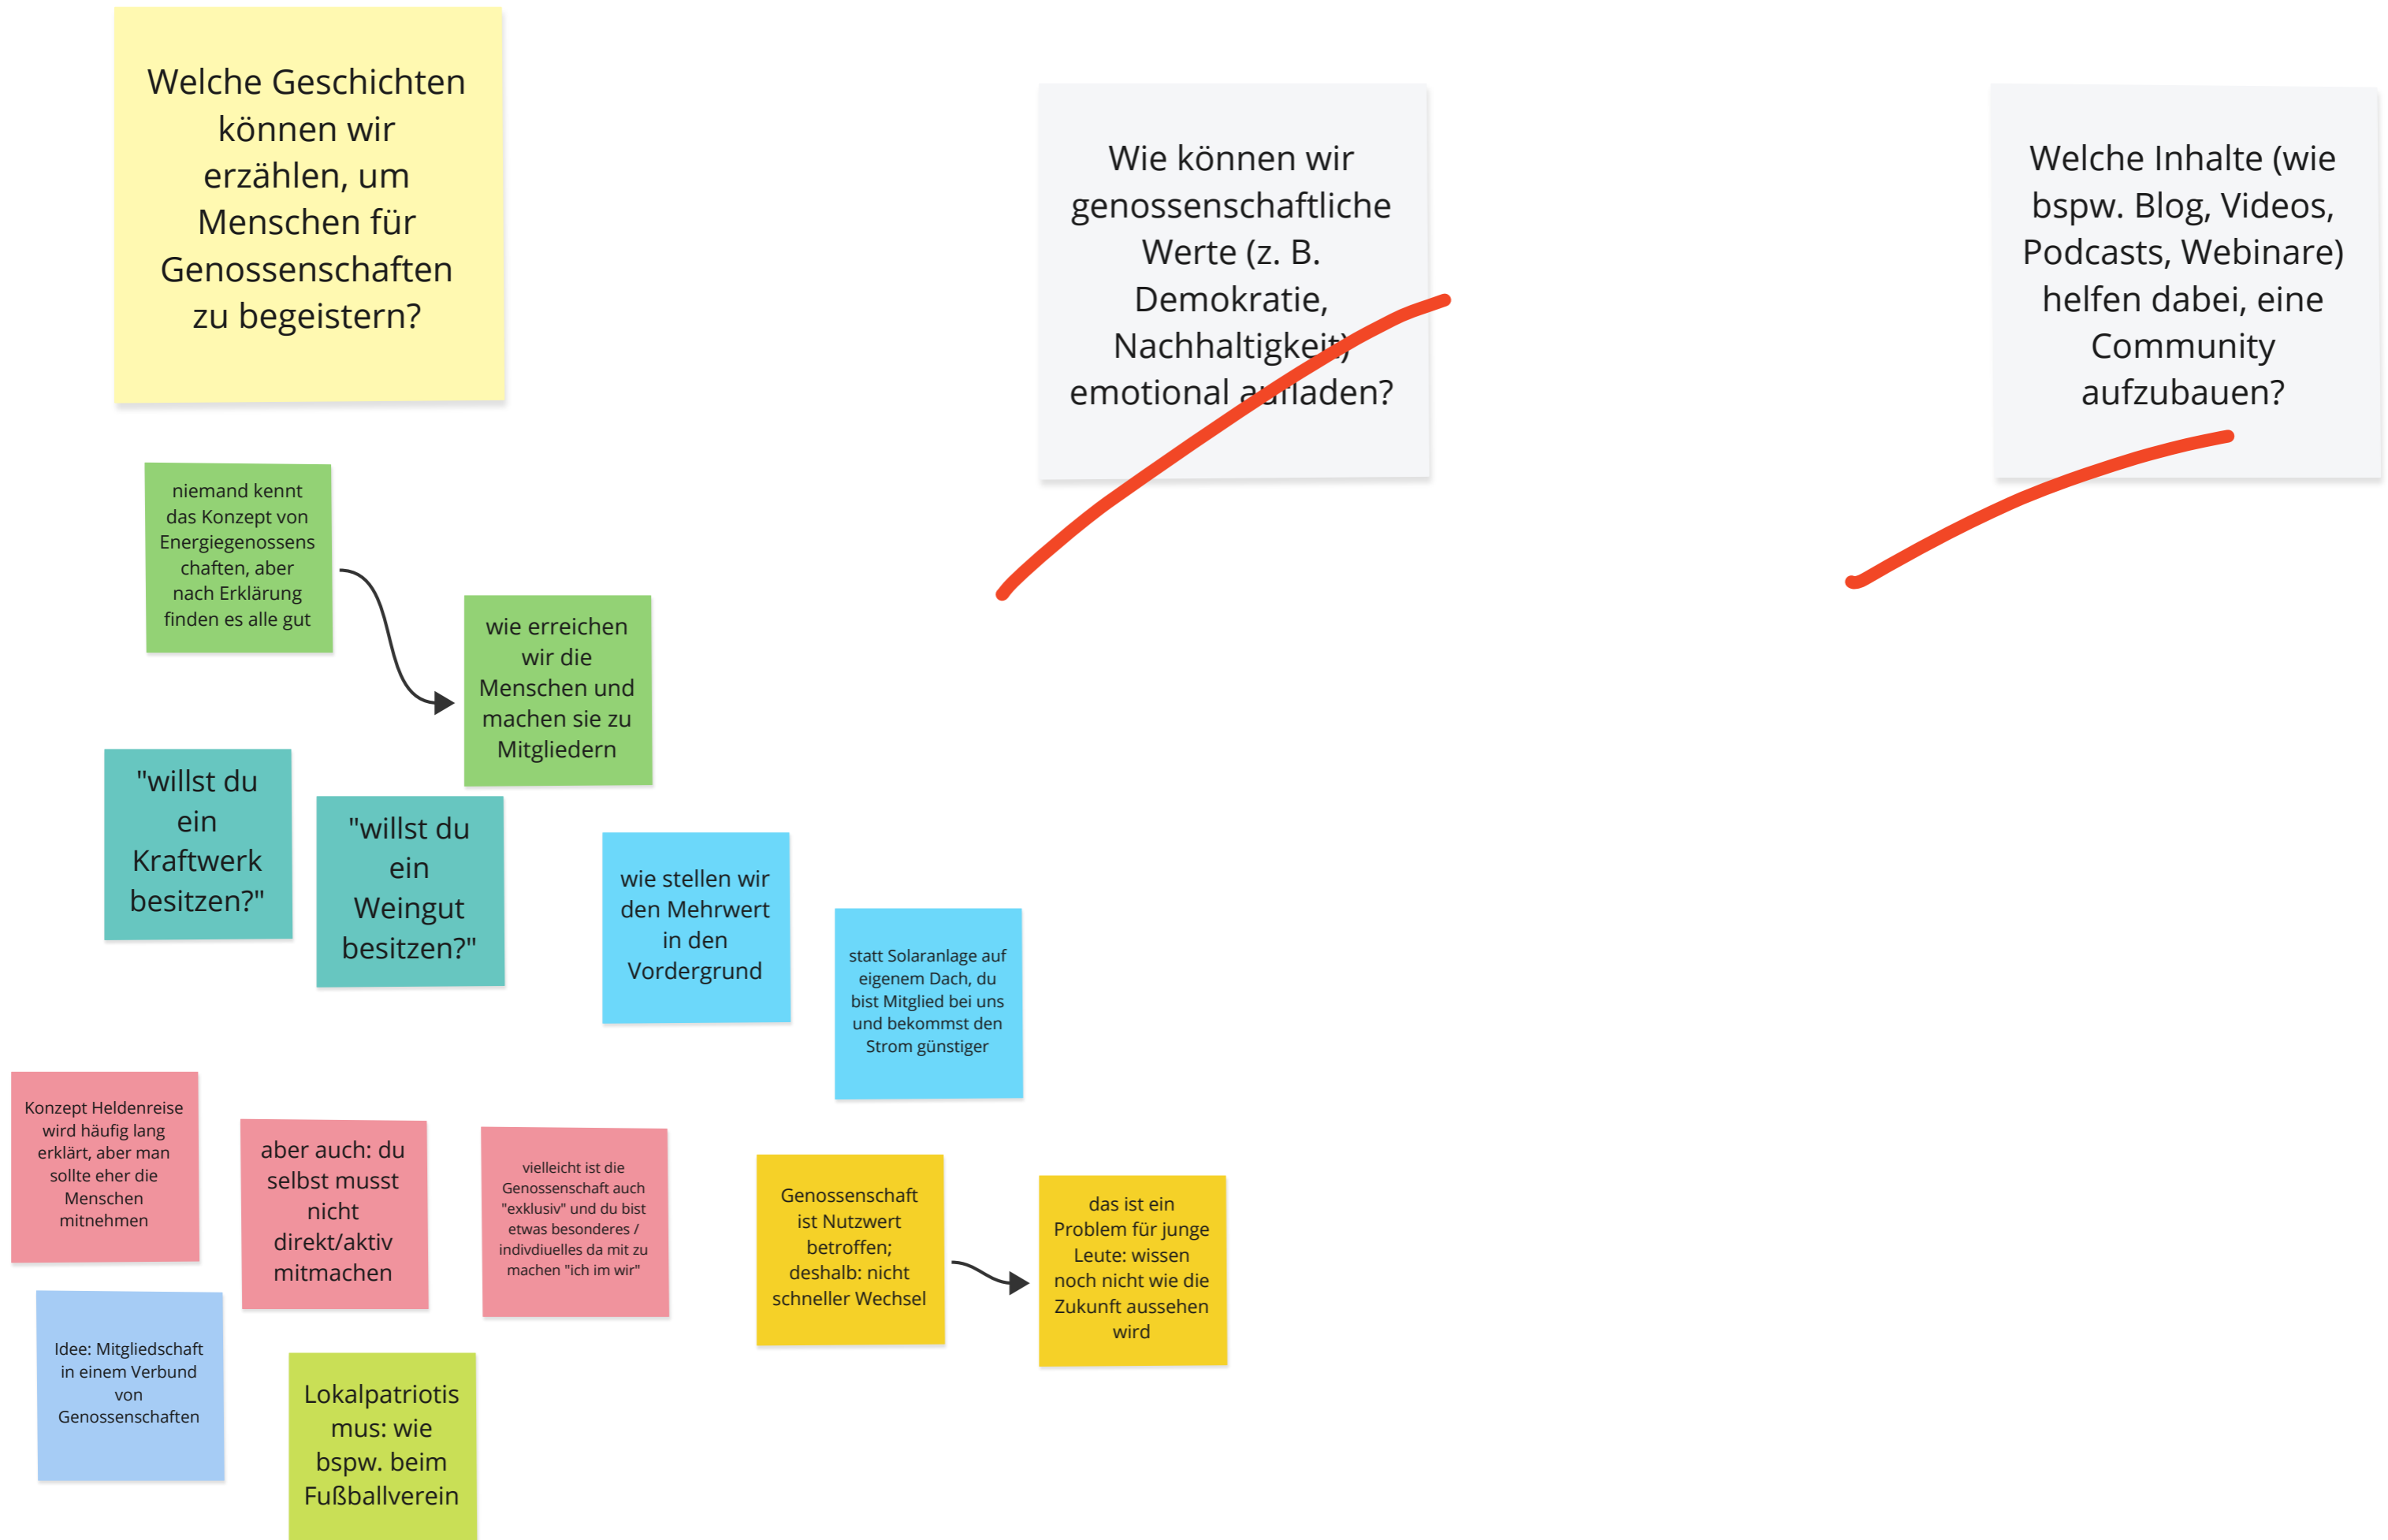 Welche Geschichten
können wir
erzählen, um
Menschen für
Genossenschaften
zu begeistern?
Wie können wir
genossenschaftliche
Werte (z. B.
Demokratie,
Nachhaltigkeit)
emotional aufladen?
Welche Inhalte (wie
bspw. Blog, Videos,
Podcasts, Webinare)
helfen dabei, eine
Community
aufzubauen?
niemand kennt
das Konzept von
Energiegenossens
chaften, aber
nach Erklärung
finden es alle gut
wie erreichen
wir die
Menschen und
machen sie zu
Mitgliedern
"willst du
ein
Kraftwerk
besitzen?"
"willst du
ein
Weingut
besitzen?"
wie stellen wir
den Mehrwert
in den
Vordergrund
statt Solaranlage auf
eigenem Dach, du
bist Mitglied bei uns
und bekommst den
Strom günstiger
Konzept Heldenreise
wird häufig lang
erklärt, aber man
sollte eher die
Menschen
mitnehmen
aber auch: du
selbst musst
nicht
direkt/aktiv
mitmachen
vielleicht ist die
Genossenschaft auch
"exklusiv" und du bist
etwas besonderes /
indivdiuelles da mit zu
machen "ich im wir"
Genossenschaft
ist Nutzwert
betroffen;
deshalb: nicht
schneller Wechsel
das ist ein
Problem für junge
Leute: wissen
noch nicht wie die
Zukunft aussehen
wird
Idee: Mitgliedschaft
in einem Verbund
von
Genossenschaften
Lokalpatriotis
mus: wie
bspw. beim
Fußballverein